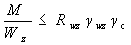 M/W_z ≤ R_wz γ_wz γ_c